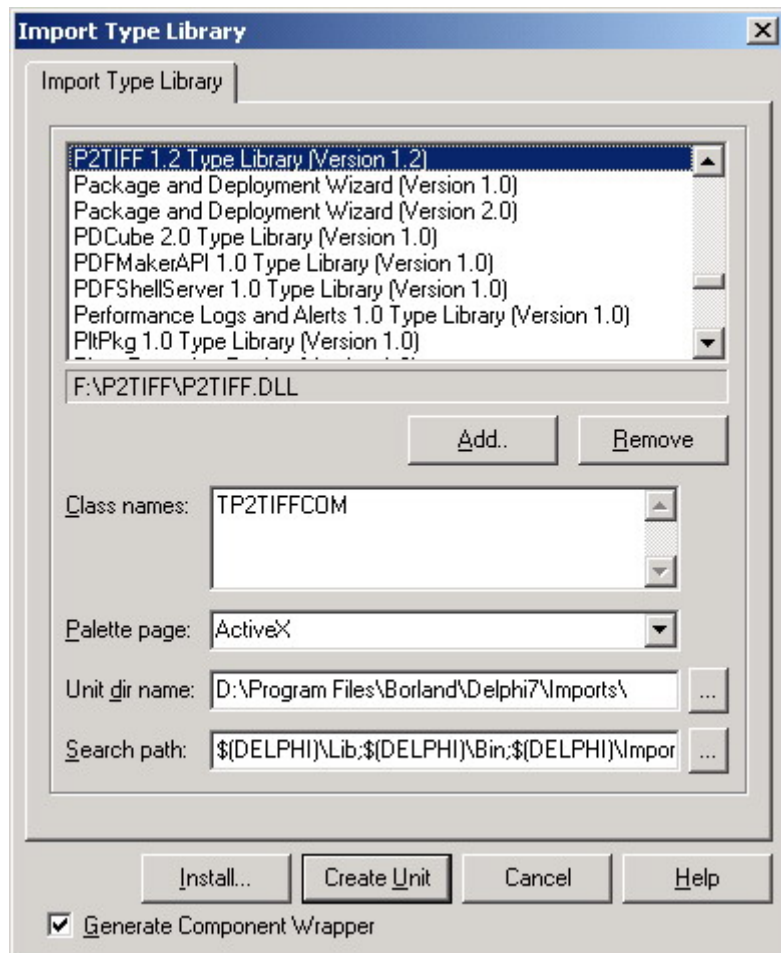 Import Type Library
Import Type Library
P2TIFF 1.2 Type Library (Version 1.2)
Package and Deployment Wizard (Version 1.0)
Package and Deployment Wizard (Version 2.0)
PDCube 2.0 Type Library (Version 1.0)
PDFMakerAPI 1.0 Type Library (Version 1.0)
PDFShellServer 1.0 Type Library (Version 1.0)
Performance Logs and Alerts 1.0 Type Library (Version 1.0)
PltPkg 1.0 Type Library (Version 1.0)
F:\P2TIFF\P2TIFF.DLL
Add.. Remove
Class names: TP2TIFFCOM
Palette page: ActiveX
Unit dir name: D:\Program Files\Borland\Delphi7\Imports\ ...
Search path: $(DELPHI)\Lib;$(DELPHI)\Bin;$(DELPHI)\Impor ...
Install... Create Unit Cancel Help
Generate Component Wrapper